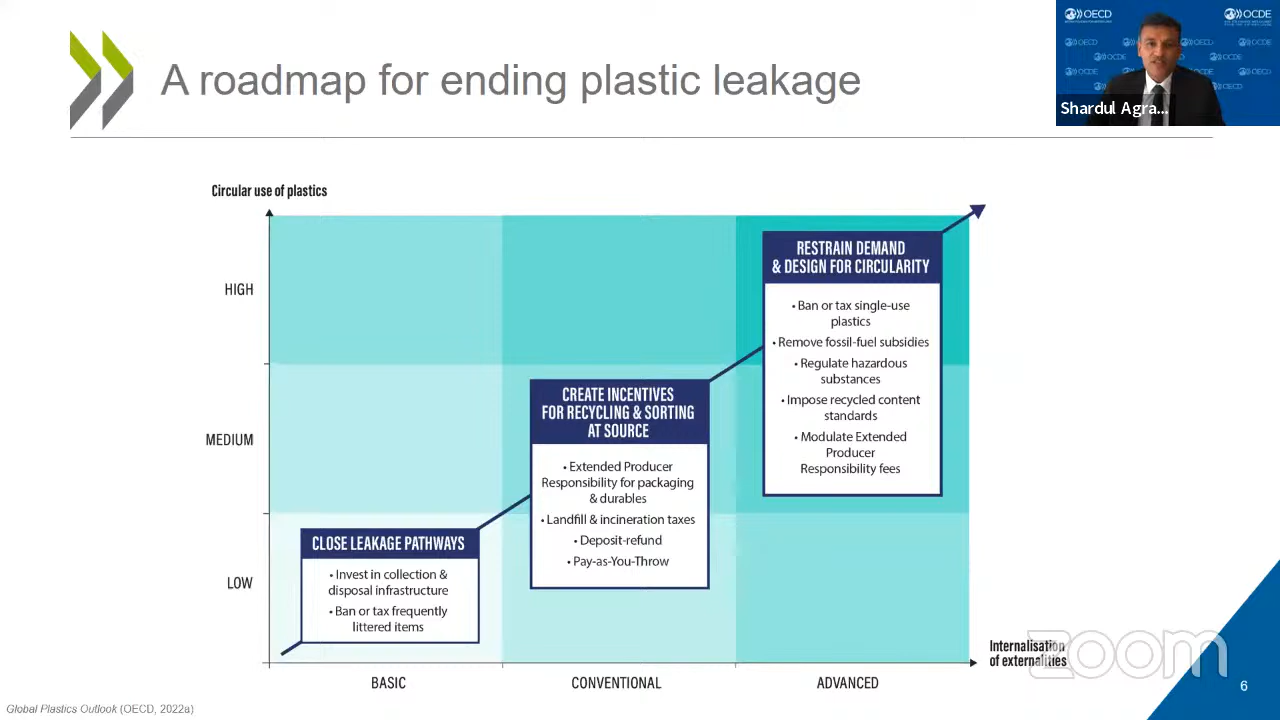 A roadmap for ending plastic leakage
OECD
OCDE
Shardul Agra...
Circular use of plastics
HIGH
MEDIUM
LOW
RESTRAIN DEMAND
& DESIGN FOR CIRCULARITY
• Ban or tax single-use
plastics
• Remove fossil-fuel subsidies
• Regulate hazardous
substances
• Impose recycled content
standards
• Modulate Extended
Producer
Responsibility fees
CREATE INCENTIVES
FOR RECYCLING & SORTING
AT SOURCE
• Extended Producer
Responsibility for packaging
& durables
• Landfill & incineration taxes
• Deposit-refund
• Pay-as-You-Throw
CLOSE LEAKAGE PATHWAYS
• Invest in collection &
disposal infrastructure
• Ban or tax frequently
littered items
BASIC
CONVENTIONAL
ADVANCED
Internalisation
of externalities
zoom
6
Global Plastics Outlook (OECD, 2022a)